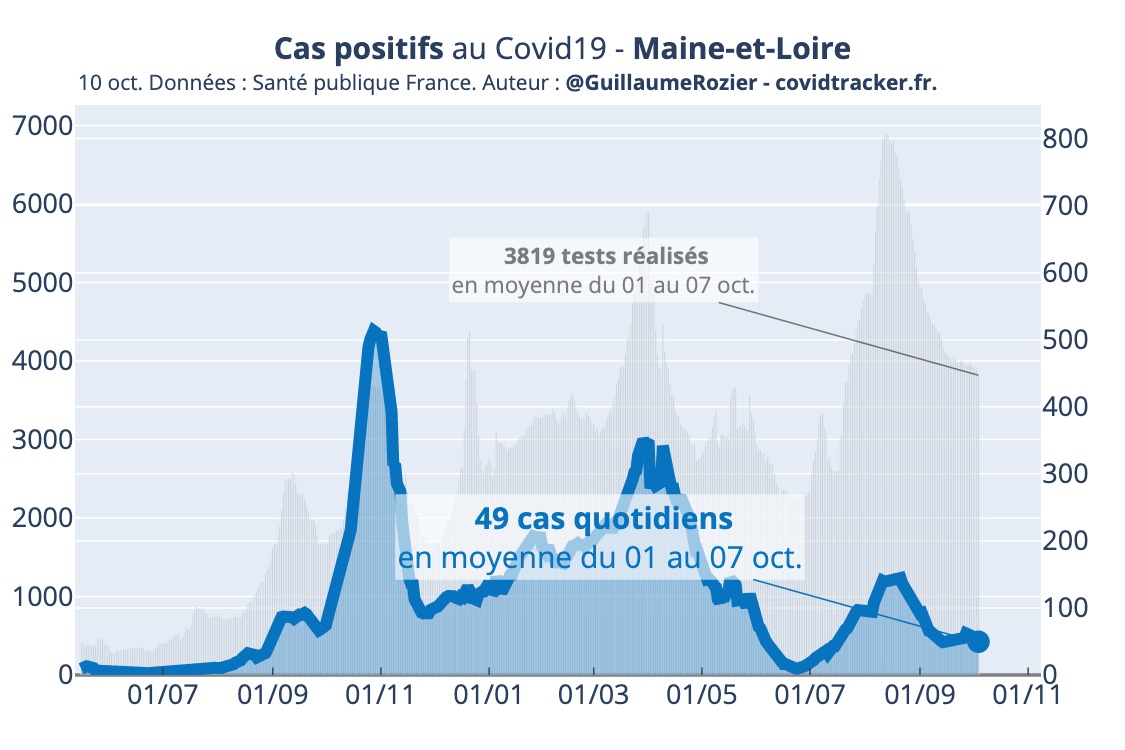 Cas positifs au Covid19 - Maine-et-Loire
10 oct. Données : Santé publique France. Auteur : @GuillaumeRozier - covidtracker.fr.
7000
6000
5000
4000
3000
2000
1000
0
800
700
600
500
400
300
200
100
0
3819 tests réalisés
en moyenne du 01 au 07 oct.
49 cas quotidiens
en moyenne du 01 au 07 oct.
01/07 01/09 01/11 01/01 01/03 01/05 01/07 01/09 01/11